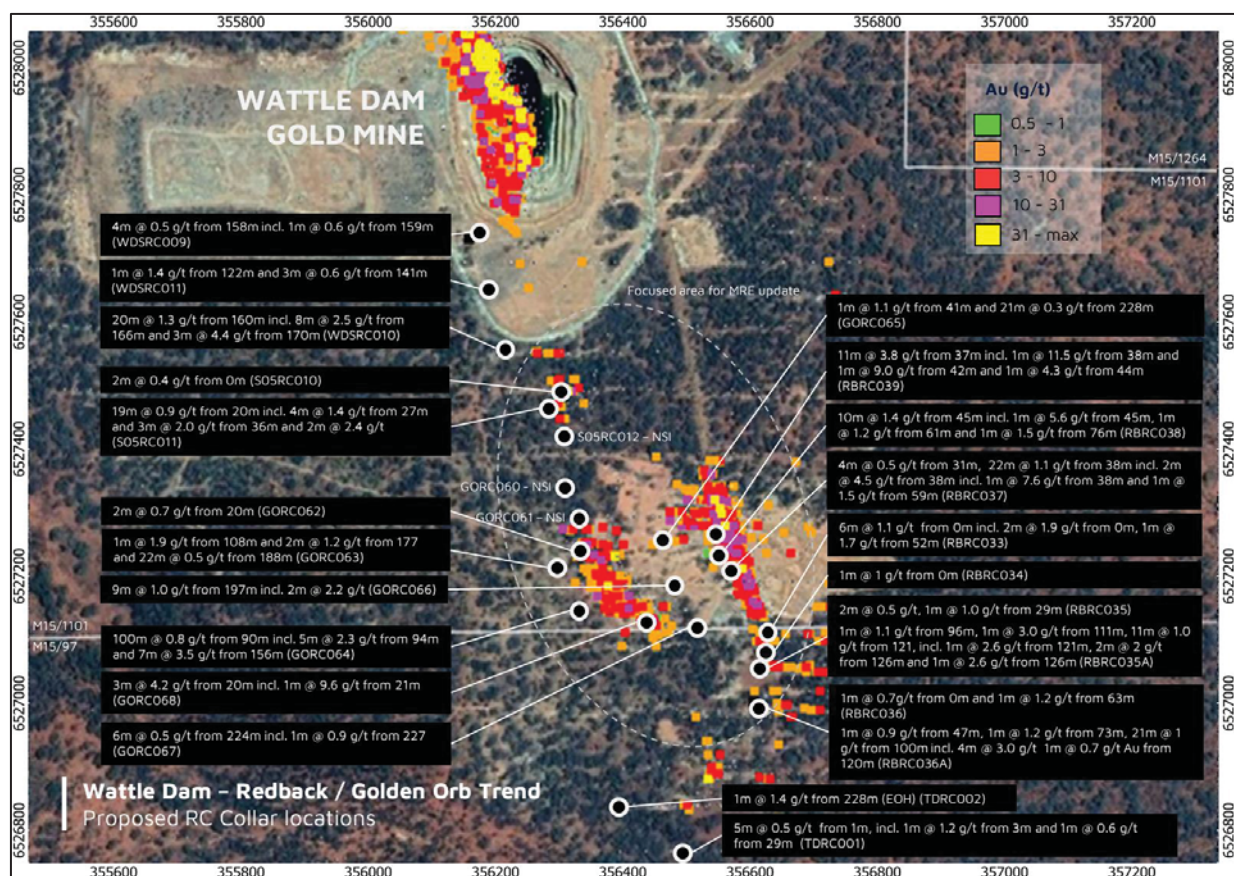 355600 355800 356000 356200 356400 356600 356800 357000 357200
6528000
6527800
6527600
6527400
6527200
6527000
6526800
WATTLE DAM
GOLD MINE
Au (g/t)
0.5 - 1
1 - 3
3 - 10
10 - 31
31 - max
M15/1264
M15/1101
4m @ 0.5 g/t from 158m incl. 1m @ 0.6 g/t from 159m
(WDSRC009)
1m @ 1.4 g/t from 122m and 3m @ 0.6 g/t from 141m
(WDSRC011)
20m @ 1.3 g/t from 160m incl. 8m @ 2.5 g/t from
166m and 3m @ 4.4 g/t from 170m (WDSRC010)
2m @ 0.4 g/t from 0m (S05RC010)
19m @ 0.9 g/t from 20m incl. 4m @ 1.4 g/t from 27m
and 3m @ 2.0 g/t from 36m and 2m @ 2.4 g/t
(S05RC011)
Focused area for MRE update
S05RC012 – NSI
GORC060 – NSI
GORC061 – NSI
2m @ 0.7 g/t from 20m (GORC062)
1m @ 1.9 g/t from 108m and 2m @ 1.2 g/t from 177
and 22m @ 0.5 g/t from 188m (GORC063)
9m @ 1.0 g/t from 197m incl. 2m @ 2.2 g/t (GORC066)
M15/1101
M15/97
100m @ 0.8 g/t from 90m incl. 5m @ 2.3 g/t from 94m
and 7m @ 3.5 g/t from 156m (GORC064)
3m @ 4.2 g/t from 20m incl. 1m @ 9.6 g/t from 21m
(GORC068)
6m @ 0.5 g/t from 224m incl. 1m @ 0.9 g/t from 227
(GORC067)
1m @ 1.1 g/t from 41m and 21m @ 0.3 g/t from 228m
(GORC065)
11m @ 3.8 g/t from 37m incl. 1m @ 11.5 g/t from 38m and
1m @ 9.0 g/t from 42m and 1m @ 4.3 g/t from 44m
(RBRC039)
10m @ 1.4 g/t from 45m incl. 1m @ 5.6 g/t from 45m, 1m
@ 1.2 g/t from 61m and 1m @ 1.5 g/t from 76m (RBRC038)
4m @ 0.5 g/t from 31m, 22m @ 1.1 g/t from 38m incl. 2m
@ 4.5 g/t from 38m incl. 1m @ 7.6 g/t from 38m and 1m @
1.5 g/t from 59m (RBRC037)
6m @ 1.1 g/t from 0m incl. 2m @ 1.9 g/t from 0m, 1m @
1.7 g/t from 52m (RBRC033)
1m @ 1 g/t from 0m (RBRC034)
2m @ 0.5 g/t, 1m @ 1.0 g/t from 29m (RBRC035)
1m @ 1.1 g/t from 96m, 1m @ 3.0 g/t from 111m, 11m @ 1.0
g/t from 121, incl. 1m @ 2.6 g/t from 121m, 2m @ 2 g/t
from 126m and 1m @ 2.6 g/t from 126m (RBRC035A)
1m @ 0.7g/t from 0m and 1m @ 1.2 g/t from 63m
(RBRC036)
1m @ 0.9 g/t from 47m, 1m @ 1.2 g/t from 73m, 21m @ 1
g/t from 100m incl. 4m @ 3.0 g/t 1m @ 0.7 g/t Au from
120m (RBRC036A)
1m @ 1.4 g/t from 228m (EOH) (TDRC002)
5m @ 0.5 g/t from 1m, incl. 1m @ 1.2 g/t from 3m and 1m @ 0.6 g/t
from 29m (TDRC001)
Wattle Dam – Redback / Golden Orb Trend
Proposed RC Collar locations
6528000
6527800
6527600
6527400
6527200
6527000
6526800
355600 355800 356000 356200 356400 356600 356800 357000 357200